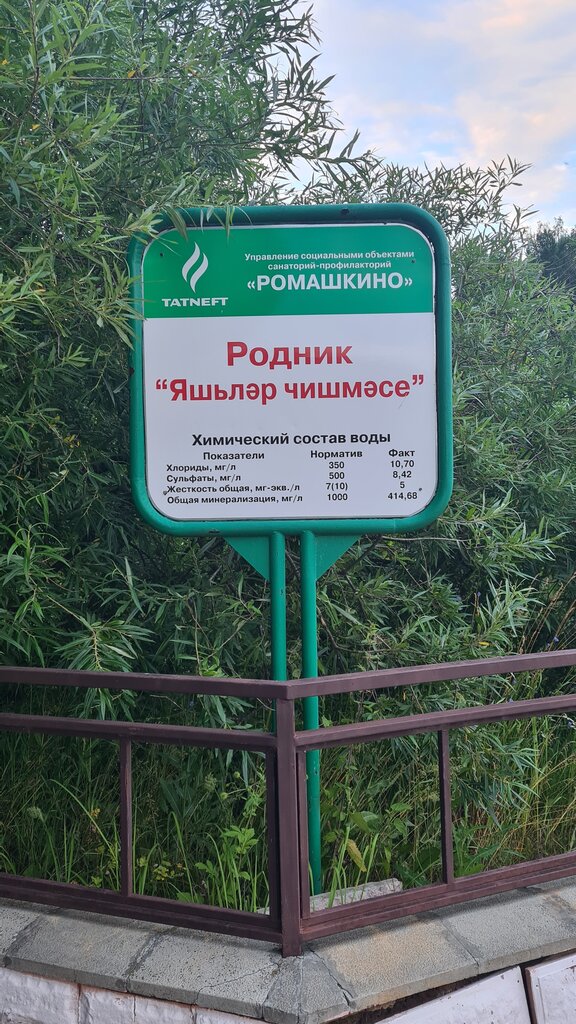 TATNEFT
Управление социальными объектами
санаторий-профилакторий
«РОМАШКИНО»
Родник
"Яшьләр чишмәсе"
Химический состав воды
Показатели Норматив Факт
Хлориды, мг/л 350 10,70
Сульфаты, мг/л 500 8,42
Жесткость общая, мг-экв./л 7(10) 5
Общая минерализация, мг/л 1000 414,68